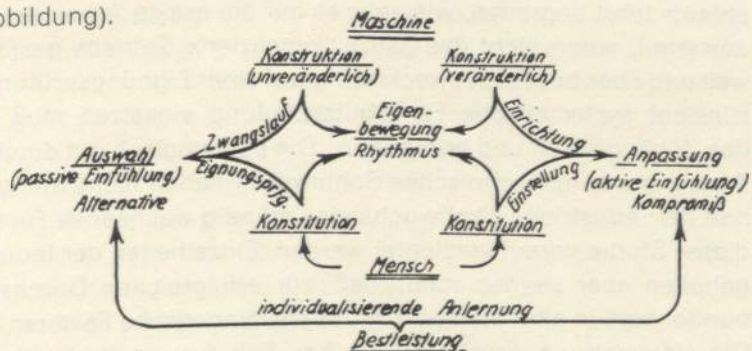 bbildung).
Maschine
Konstruktion Konstruktion
(unveränderlich) (veränderlich)
Zwangslauf Eigen- Einrichtung
bewegung
Auswahl Rhythmus Anpassung
(passive Einfühlung) Eignungsprfg. Einstellung (aktive Einfühlung)
Alternative Kompromiß
Konstitution Konstitution
Mensch
individualisierende Anlernung
Bestleistung